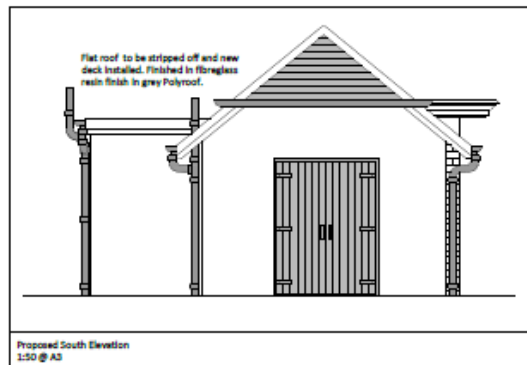 Flat roof to be stripped off and new
deck installed. Finished in fibreglass
resin finish in grey Polyroof.
Proposed South Elevation
1:50 @ A3